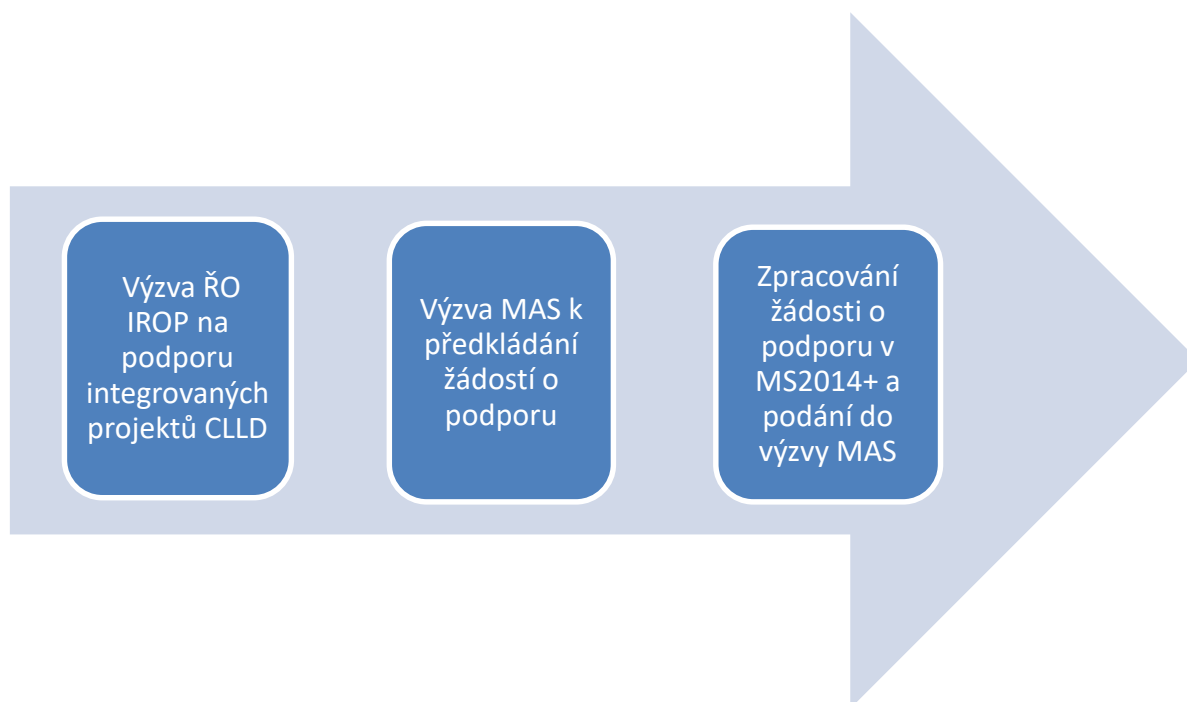 Výzva ŘO
IROP na
podporu
integrovaných
projektů CLLD
Výzva MAS k
předkládání
žádostí o
podporu
Zpracování
žádosti o
podporu v
MS2014+ a
podání do
výzvy MAS